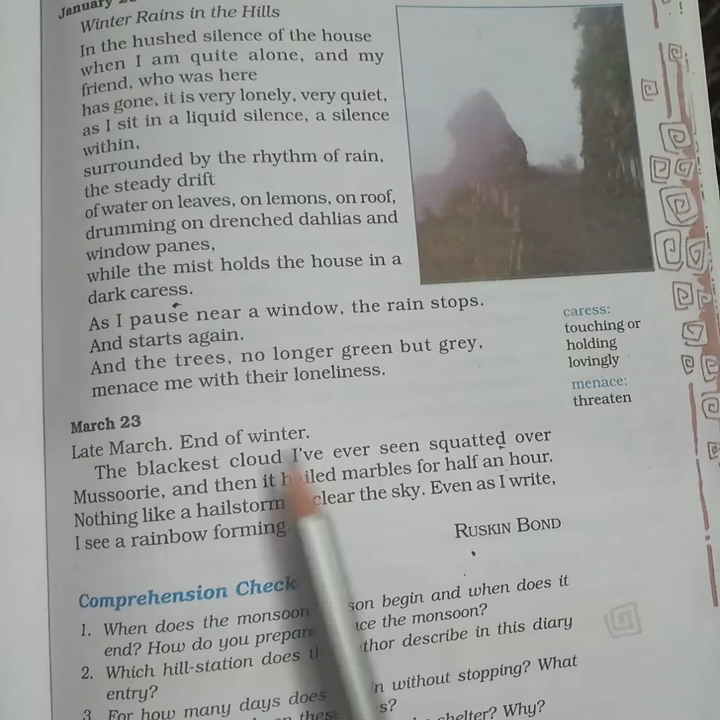 January
Winter Rains in the Hills
In the hushed silence of the house
when I am quite alone, and my
friend, who was here
has gone, it is very lonely, very quiet,
as I sit in a liquid silence, a silence
within,
surrounded by the rhythm of rain,
the steady drift
of water on leaves, on lemons, on roof,
drumming on drenched dahlias and
window panes,
while the mist holds the house in a
dark caress.
As I pause near a window, the rain stops.
And starts again.
And the trees, no longer green but grey,
menace me with their loneliness.
caress:
touching or
holding
lovingly
menace:
threaten
March 23
Late March. End of winter.
The blackest cloud I've ever seen squatted over
Mussoorie, and then it hailed marbles for half an hour.
Nothing like a hailstorm clear the sky. Even as I write,
I see a rainbow forming
RUSKIN BOND
Comprehension Check
1. When does the monsoon son begin and when does it
end? How do you prepare the monsoon?
2. Which hill-station does describe in this diary
entry?
3. For how many days does without stopping? What
shelter? Why?